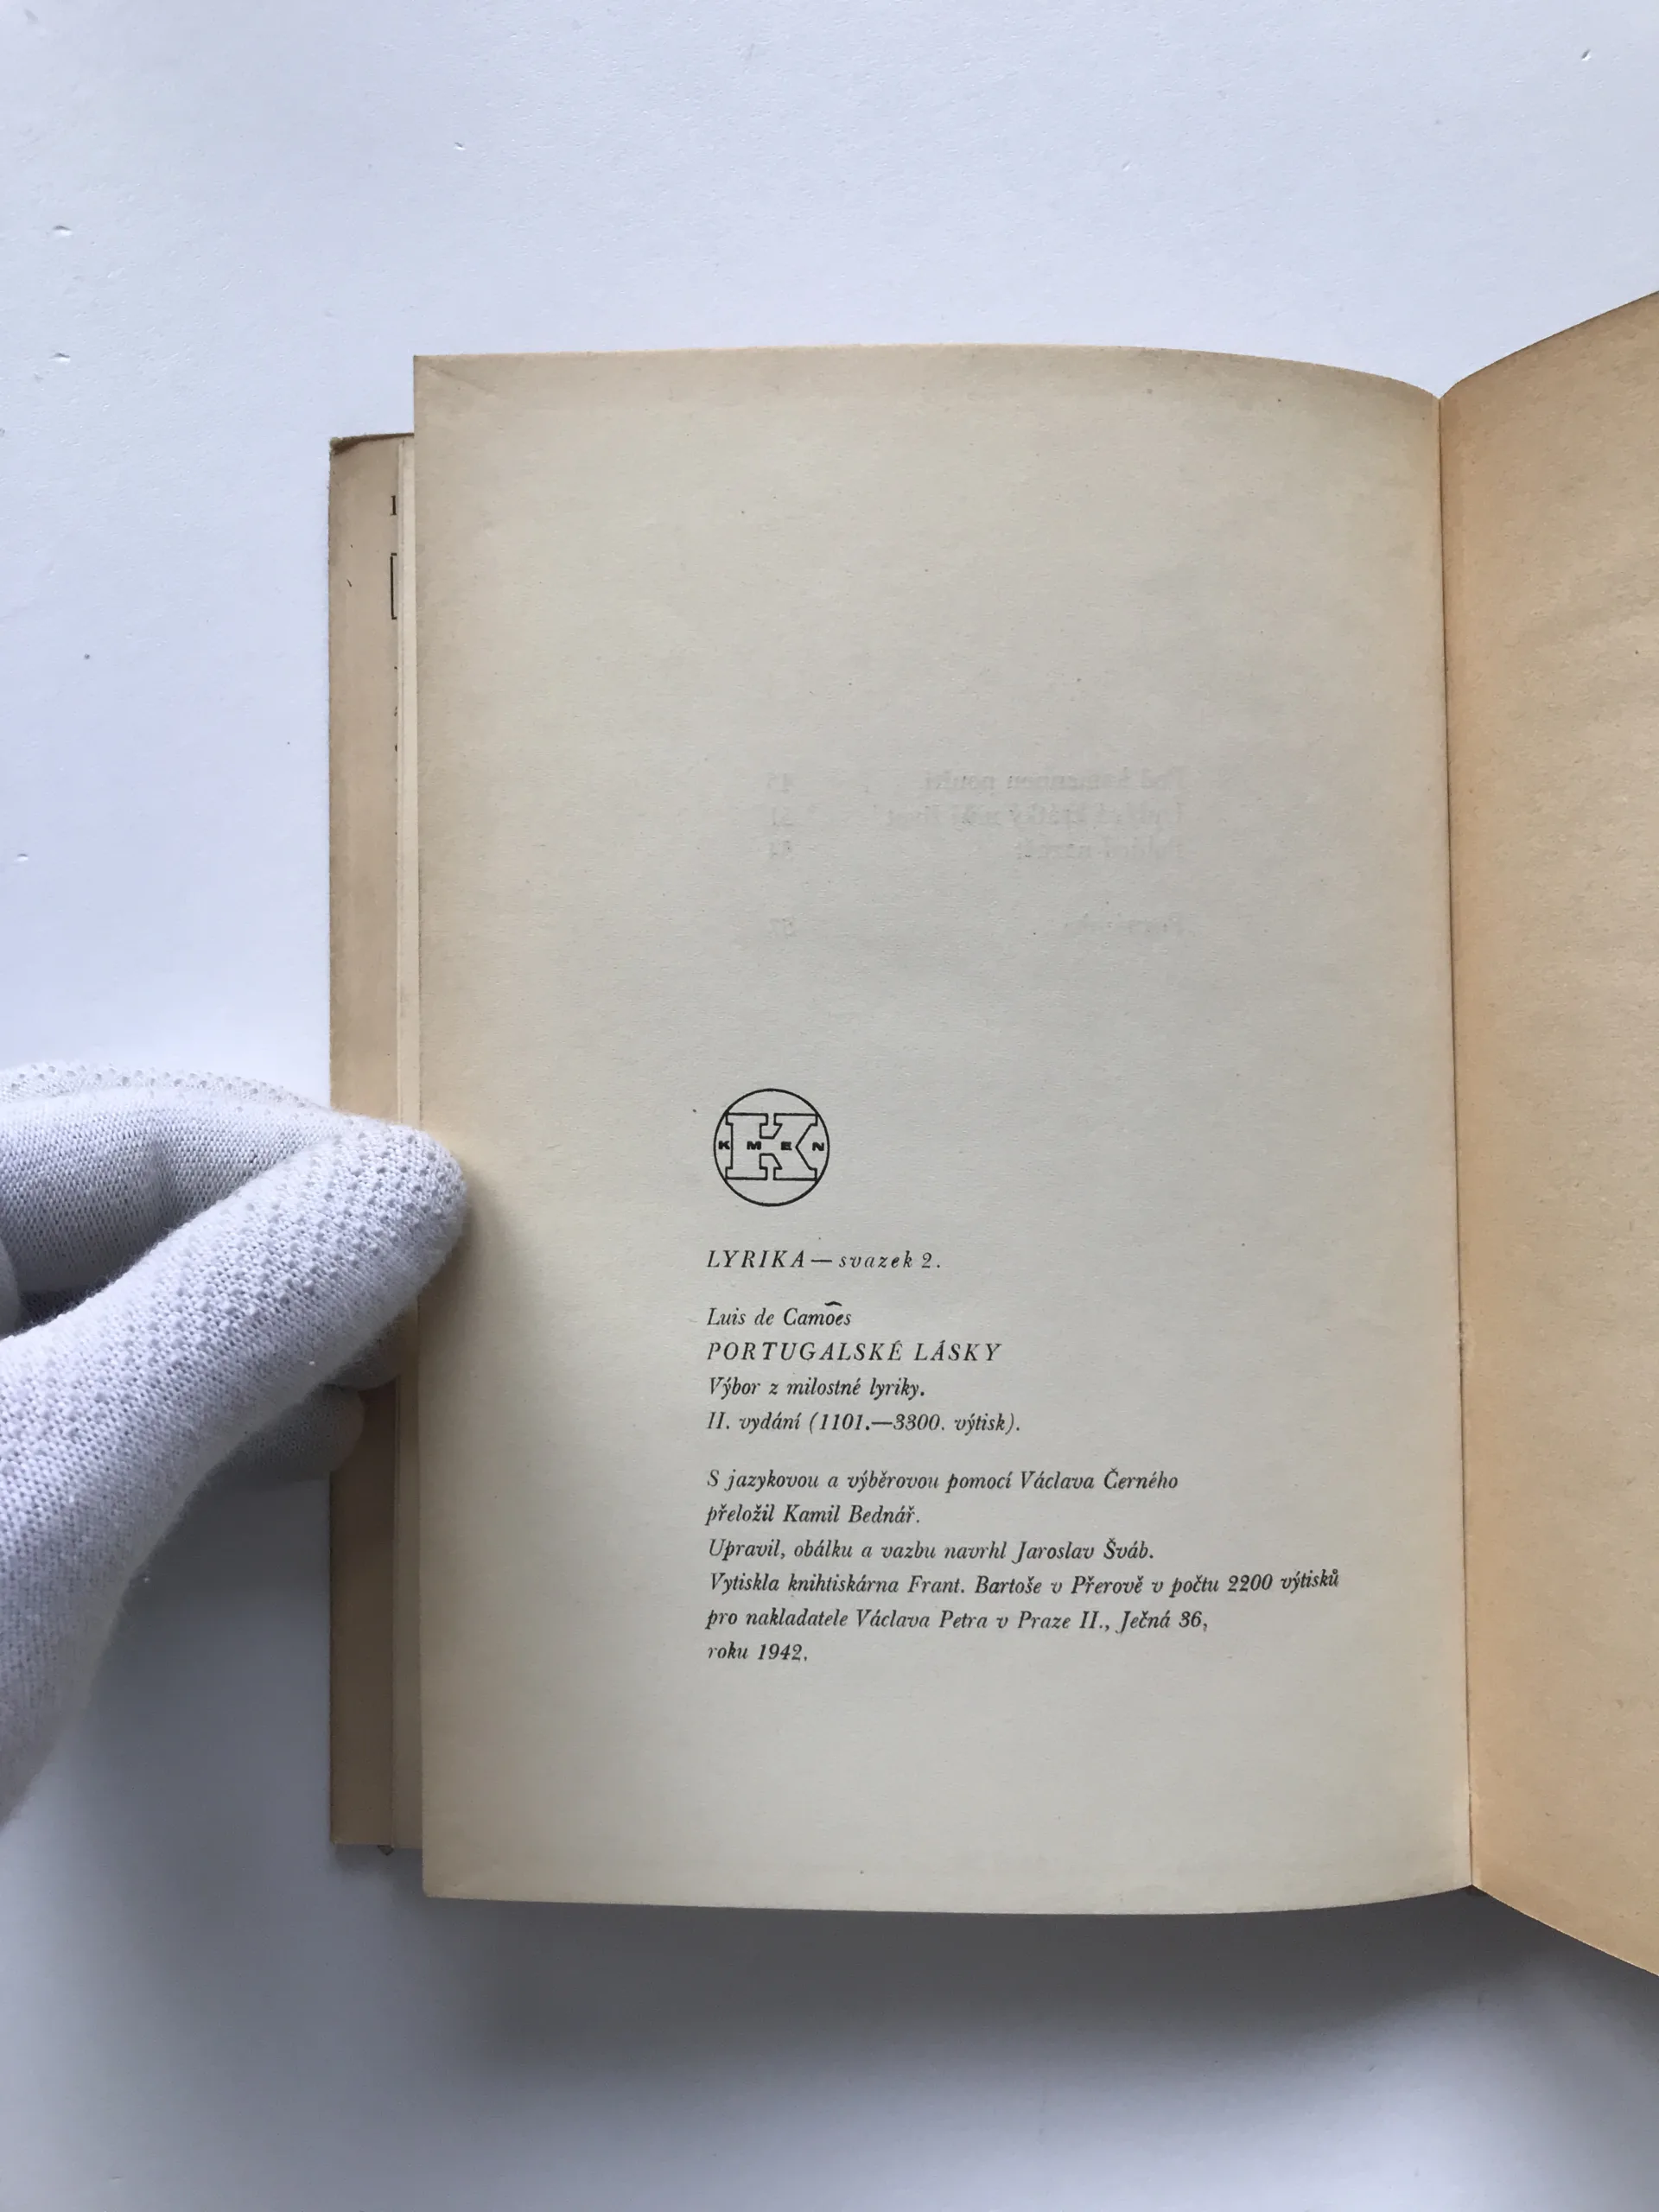 K M E N
LYRIKA — svazek 2.
Luis de Camões
PORTUGALSKÉ LÁSKY
Výbor z milostné lyriky.
II. vydání (1101.—3300. výtisk).
S jazykovou a výběrovou pomocí Václava Černého
přeložil Kamil Bednář.
Upravil, obálku a vazbu navrhl Jaroslav Šváb.
Vytiskla knihtiskárna Frant. Bartoše v Přerově v počtu 2200 výtisků
pro nakladatele Václava Petra v Praze II., Ječná 36,
roku 1942.